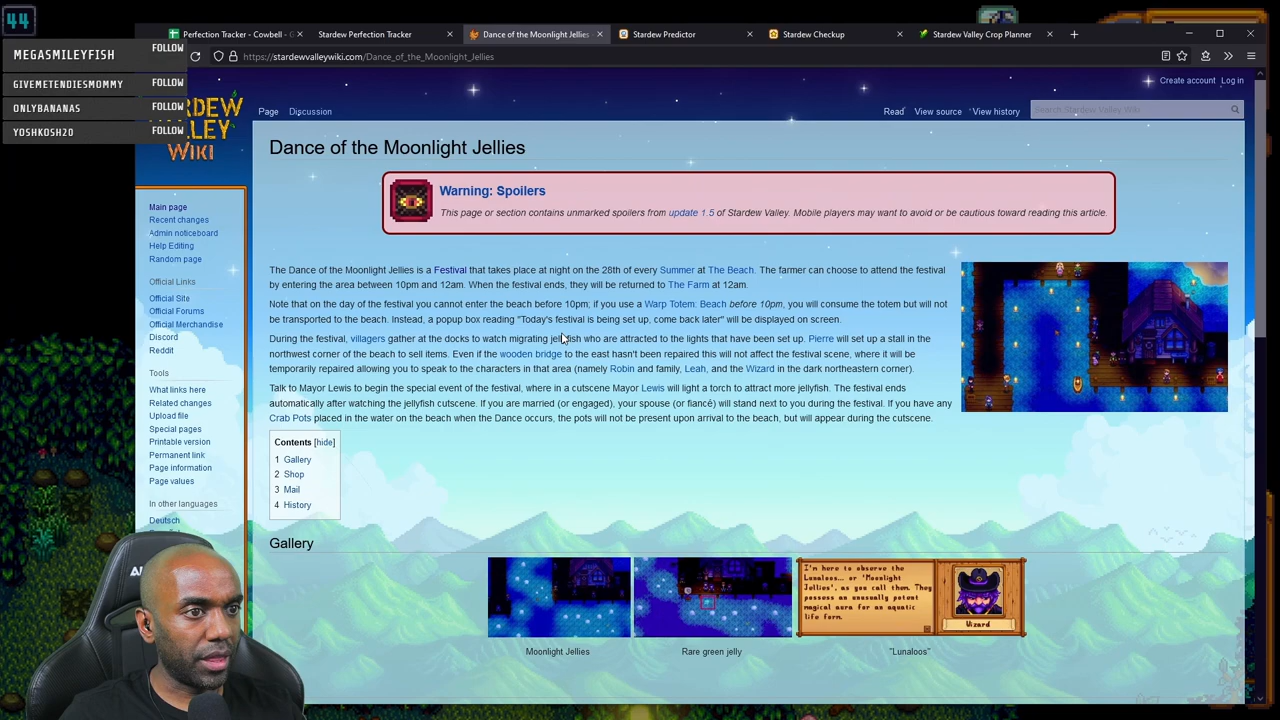 44
MEGASMILEYFISH FOLLOW
GIVEMETENDIESMOMMY FOLLOW
ONLYBANANAS FOLLOW
YOSHKOSH20 FOLLOW
Perfection Tracker - Cowbell -
Stardew Perfection Tracker
Dance of the Moonlight Jellies
Stardew Predictor
Stardew Checkup
Stardew Valley Crop Planner
https://stardewvalleywiki.com/Dance_of_the_Moonlight_Jellies
Create account Log in
Page Discussion
Read View source View history
Search Stardew Valley Wiki
VALLEY
WIKI
Dance of the Moonlight Jellies
Warning: Spoilers
This page or section contains unmarked spoilers from update 1.5 of Stardew Valley. Mobile players may want to avoid or be cautious toward reading this article.
Main page
Recent changes
Admin noticeboard
Help Editing
Random page
Official Links
Official Site
Official Forums
Official Merchandise
Discord
Reddit
Tools
What links here
Related changes
Upload file
Special pages
Printable version
Permanent link
Page information
Page values
In other languages
Deutsch
The Dance of the Moonlight Jellies is a Festival that takes place at night on the 28th of every Summer at The Beach. The farmer can choose to attend the festival
by entering the area between 10pm and 12am. When the festival ends, they will be returned to The Farm at 12am.
Note that on the day of the festival you cannot enter the beach before 10pm; if you use a Warp Totem: Beach before 10pm, you will consume the totem but will not
be transported to the beach. Instead, a popup box reading "Today's festival is being set up, come back later" will be displayed on screen.
During the festival, villagers gather at the docks to watch migrating jellyfish who are attracted to the lights that have been set up. Pierre will set up a stall in the
northwest corner of the beach to sell items. Even if the wooden bridge to the east hasn't been repaired this will not affect the festival scene, where it will be
temporarily repaired allowing you to speak to the characters in that area (namely Robin and family, Leah, and the Wizard in the dark northeastern corner).
Talk to Mayor Lewis to begin the special event of the festival, where in a cutscene Mayor Lewis will light a torch to attract more jellyfish. The festival ends
automatically after watching the jellyfish cutscene. If you are married (or engaged), your spouse (or fiancé) will stand next to you during the festival. If you have any
Crab Pots placed in the water on the beach when the Dance occurs, the pots will not be present upon arrival to the beach, but will appear during the cutscene.
Contents [hide]
1 Gallery
2 Shop
3 Mail
4 History
Gallery
I'm here to observe the
Lunaloos... or 'Moonlight
Jellies', as you call them. They
possess an unusually potent
magical aura for an aquatic
life form.
Wizard
Moonlight Jellies
Rare green jelly
"Lunaloos"